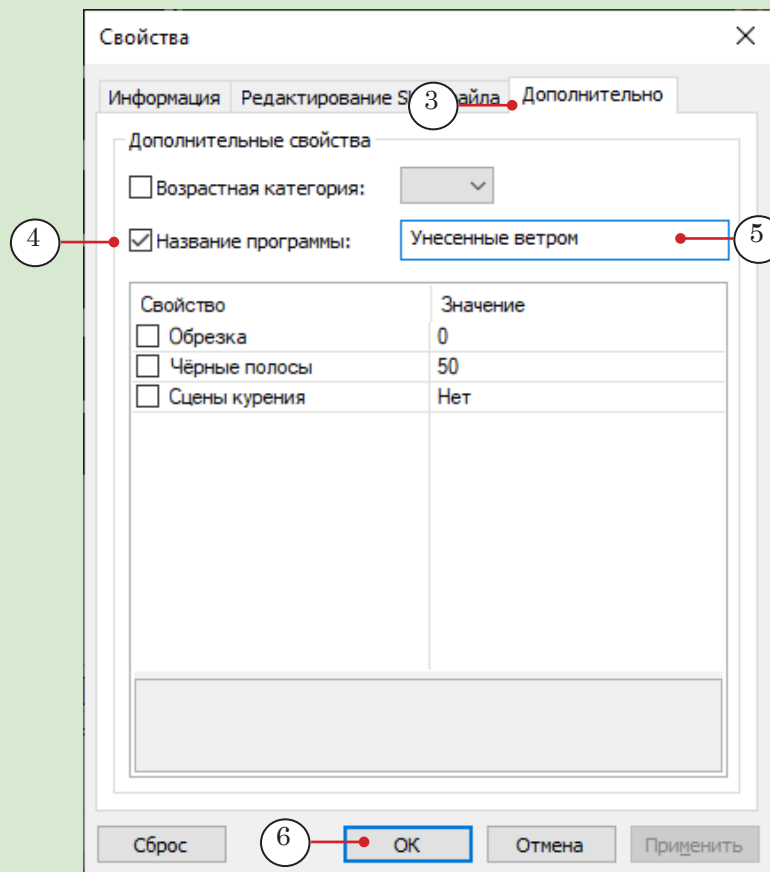 Свойства
Информация Редактирование Sl 3 айла Дополнительно
Дополнительные свойства
Возрастная категория:
4 Название программы: Унесенные ветром 5
Свойство Значение
Обрезка 0
Чёрные полосы 50
Сцены курения Нет
Сброс 6 ОК Отмена Применить